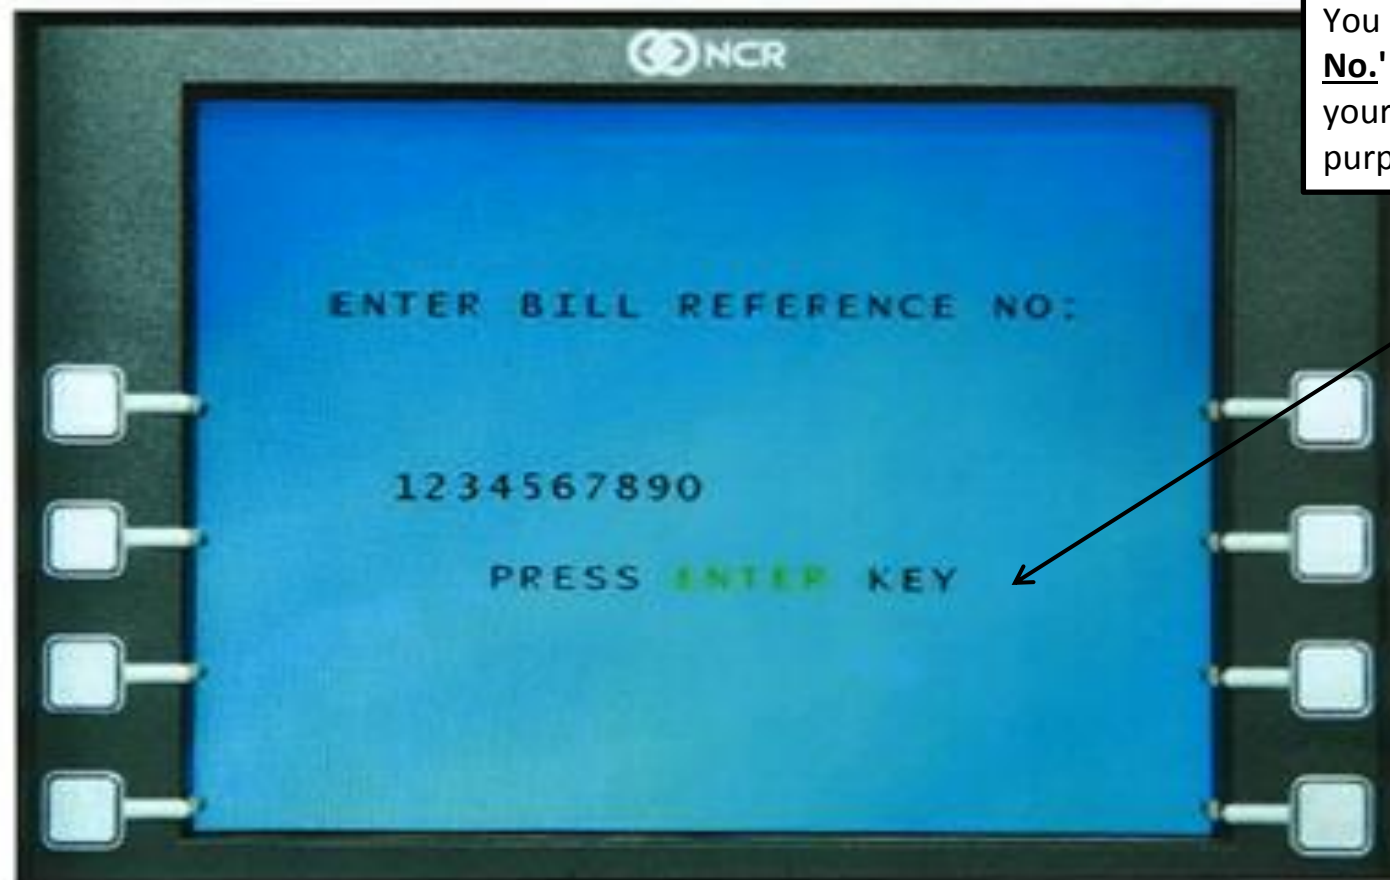 You
No.'
your
purp
NCR
ENTER BILL REFERENCE NO:
1234567890
PRESS ENTER KEY